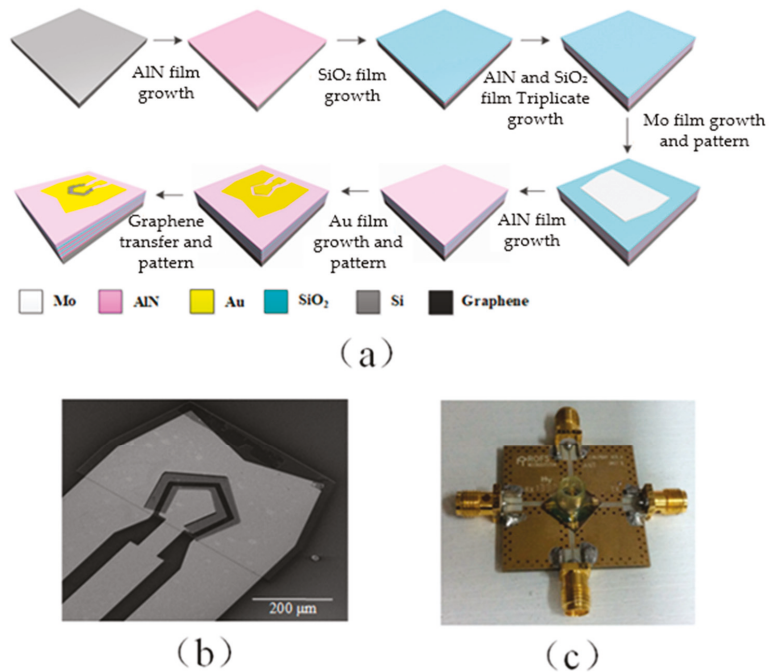 AlN film
growth
SiO₂ film
growth
AlN and SiO₂
film Triplicate
growth
Mo film growth
and pattern
AlN film
growth
Au film
growth and
pattern
Graphene
transfer and
pattern
Mo
AlN
Au
SiO₂
Si
Graphene
(a)
200 μm
(b)
(c)